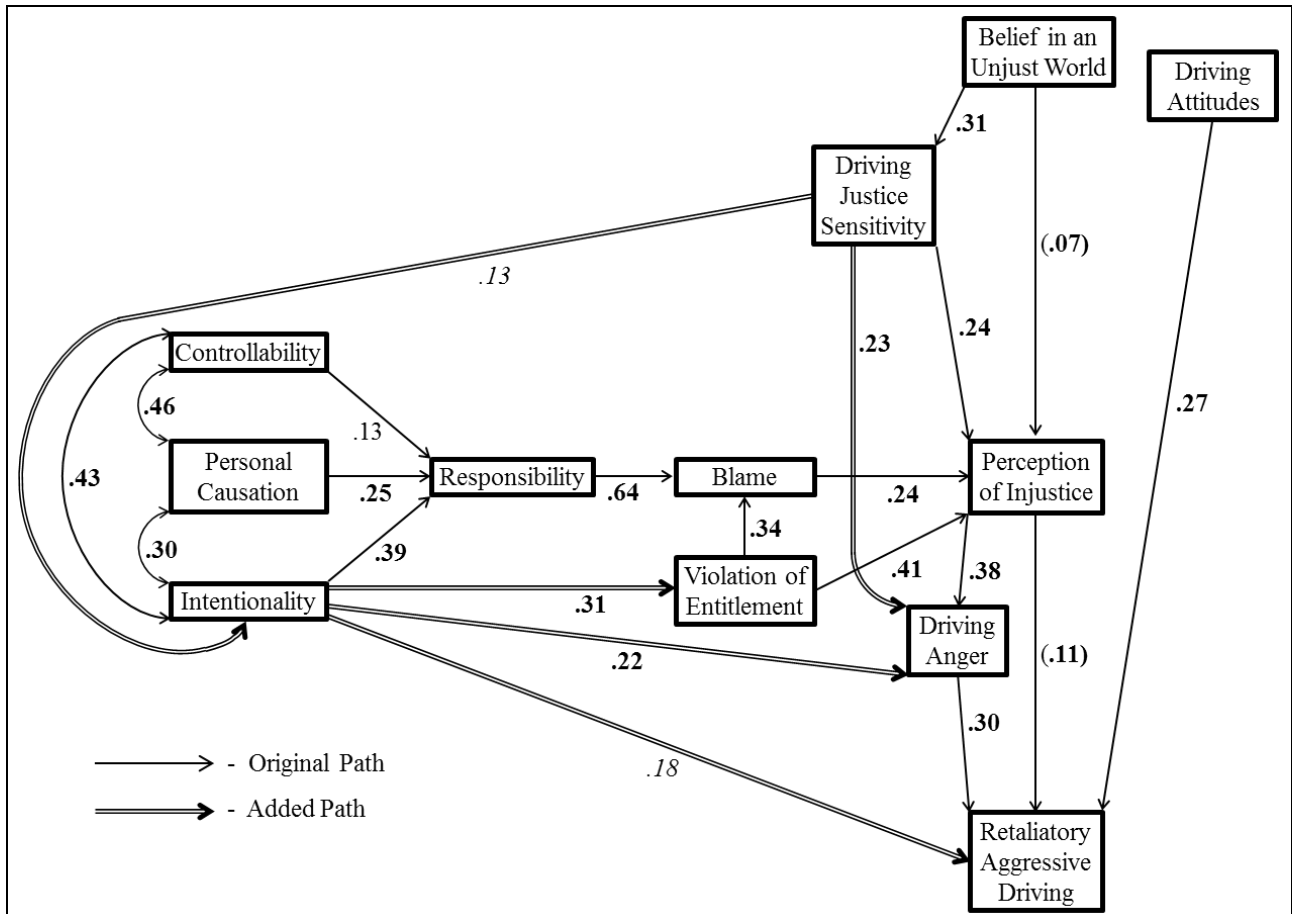 Belief in an
Unjust World
Driving
Attitudes
.31
Driving
Justice
Sensitivity
(.07)
.13
.24
.23
Controllability
.27
.46
.13
Personal
Causation
Responsibility
Blame
Perception
of Injustice
.43
.25
.64
.24
.34
.30
.39
.41
.38
Violation of
Entitlement
Intentionality
.31
Driving
Anger
.22
(.11)
.30
.18
- Original Path
- Added Path
Retaliatory
Aggressive
Driving